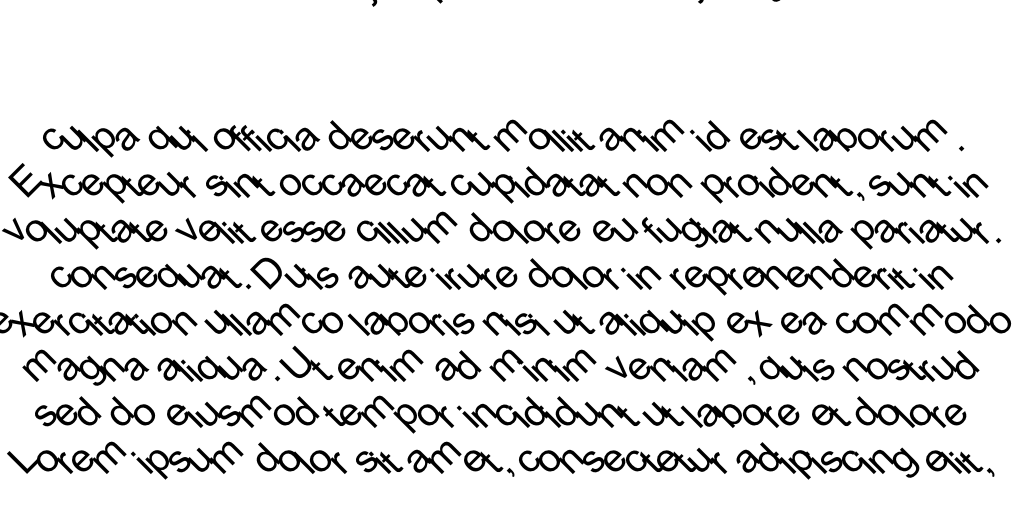 culpa qui officia deserunt mollit anim id est laborum.
Excepteur sint occaecat cupidatat non proident, sunt in
voluptate velit esse cillum dolore eu fugiat nulla pariatur.
consequat. Duis aute irure dolor in reprehenderit in
exercitation ullamco laboris nisi ut aliquip ex ea commodo
magna aliqua. Ut enim ad minim veniam, quis nostrud
sed do eiusmod tempor incididunt ut labore et dolore
Lorem ipsum dolor sit amet, consectetur adipiscing elit,